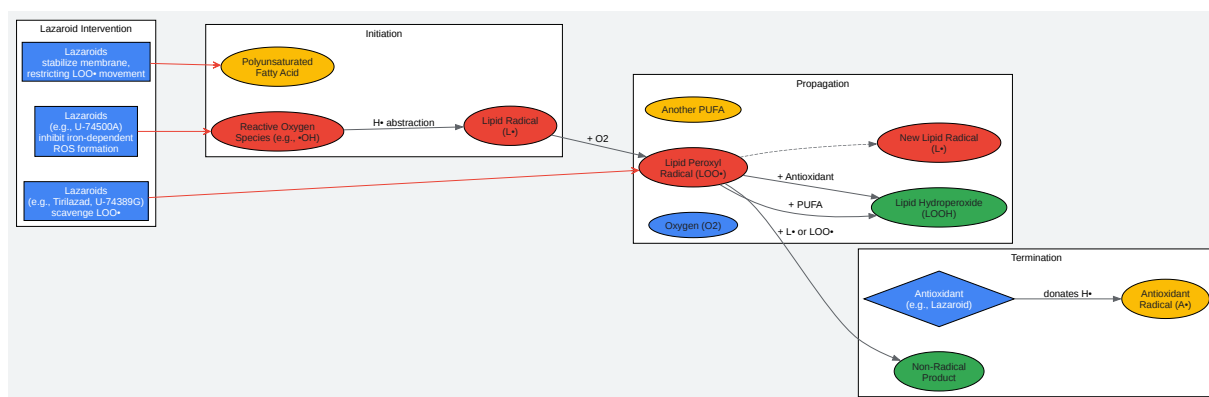 Lazaroid Intervention
Lazaroids
stabilize membrane,
restricting LOO• movement
Lazaroids
(e.g., U-74500A)
inhibit iron-dependent
ROS formation
Lazaroids
(e.g., Tirilazad, U-74389G)
scavenge LOO•
Initiation
Polyunsaturated
Fatty Acid
Reactive Oxygen
Species (e.g., •OH)
H• abstraction
Lipid Radical
(L•)
+ O2
Propagation
Another PUFA
Lipid Peroxyl
Radical (LOO•)
New Lipid Radical
(L•)
+ Antioxidant
+ PUFA
Lipid Hydroperoxide
(LOOH)
Oxygen (O2)
+ L• or LOO•
Termination
Antioxidant
(e.g., Lazaroid)
donates H•
Antioxidant
Radical (A•)
Non-Radical
Product